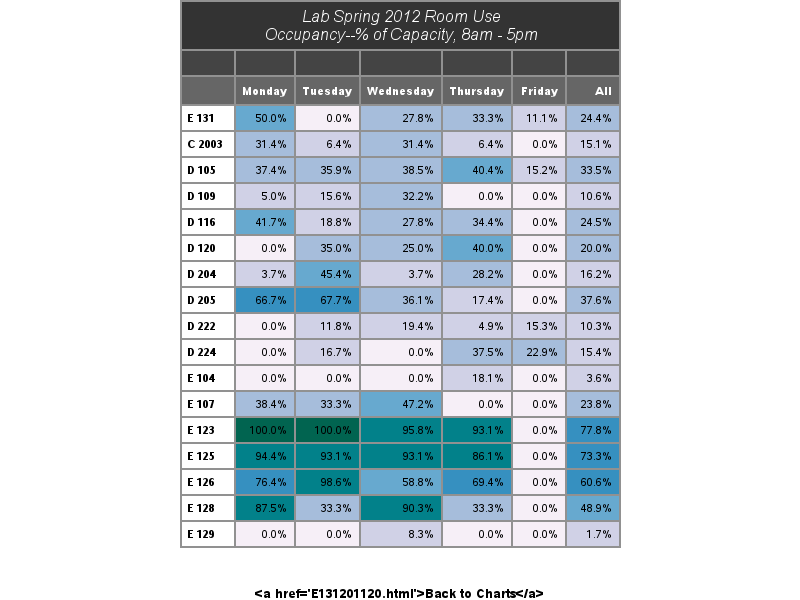 Lab Spring 2012 Room Use
Occupancy--% of Capacity, 8am - 5pm
Monday Tuesday Wednesday Thursday Friday All
E 131 50.0% 0.0% 27.8% 33.3% 11.1% 24.4%
C 2003 31.4% 6.4% 31.4% 6.4% 0.0% 15.1%
D 105 37.4% 35.9% 38.5% 40.4% 15.2% 33.5%
D 109 5.0% 15.6% 32.2% 0.0% 0.0% 10.6%
D 116 41.7% 18.8% 27.8% 34.4% 0.0% 24.5%
D 120 0.0% 35.0% 25.0% 40.0% 0.0% 20.0%
D 204 3.7% 45.4% 3.7% 28.2% 0.0% 16.2%
D 205 66.7% 67.7% 36.1% 17.4% 0.0% 37.6%
D 222 0.0% 11.8% 19.4% 4.9% 15.3% 10.3%
D 224 0.0% 16.7% 0.0% 37.5% 22.9% 15.4%
E 104 0.0% 0.0% 0.0% 18.1% 0.0% 3.6%
E 107 38.4% 33.3% 47.2% 0.0% 0.0% 23.8%
E 123 100.0% 100.0% 95.8% 93.1% 0.0% 77.8%
E 125 94.4% 93.1% 93.1% 86.1% 0.0% 73.3%
E 126 76.4% 98.6% 58.8% 69.4% 0.0% 60.6%
E 128 87.5% 33.3% 90.3% 33.3% 0.0% 48.9%
E 129 0.0% 0.0% 8.3% 0.0% 0.0% 1.7%
<a href='E131201120.html'>Back to Charts</a>